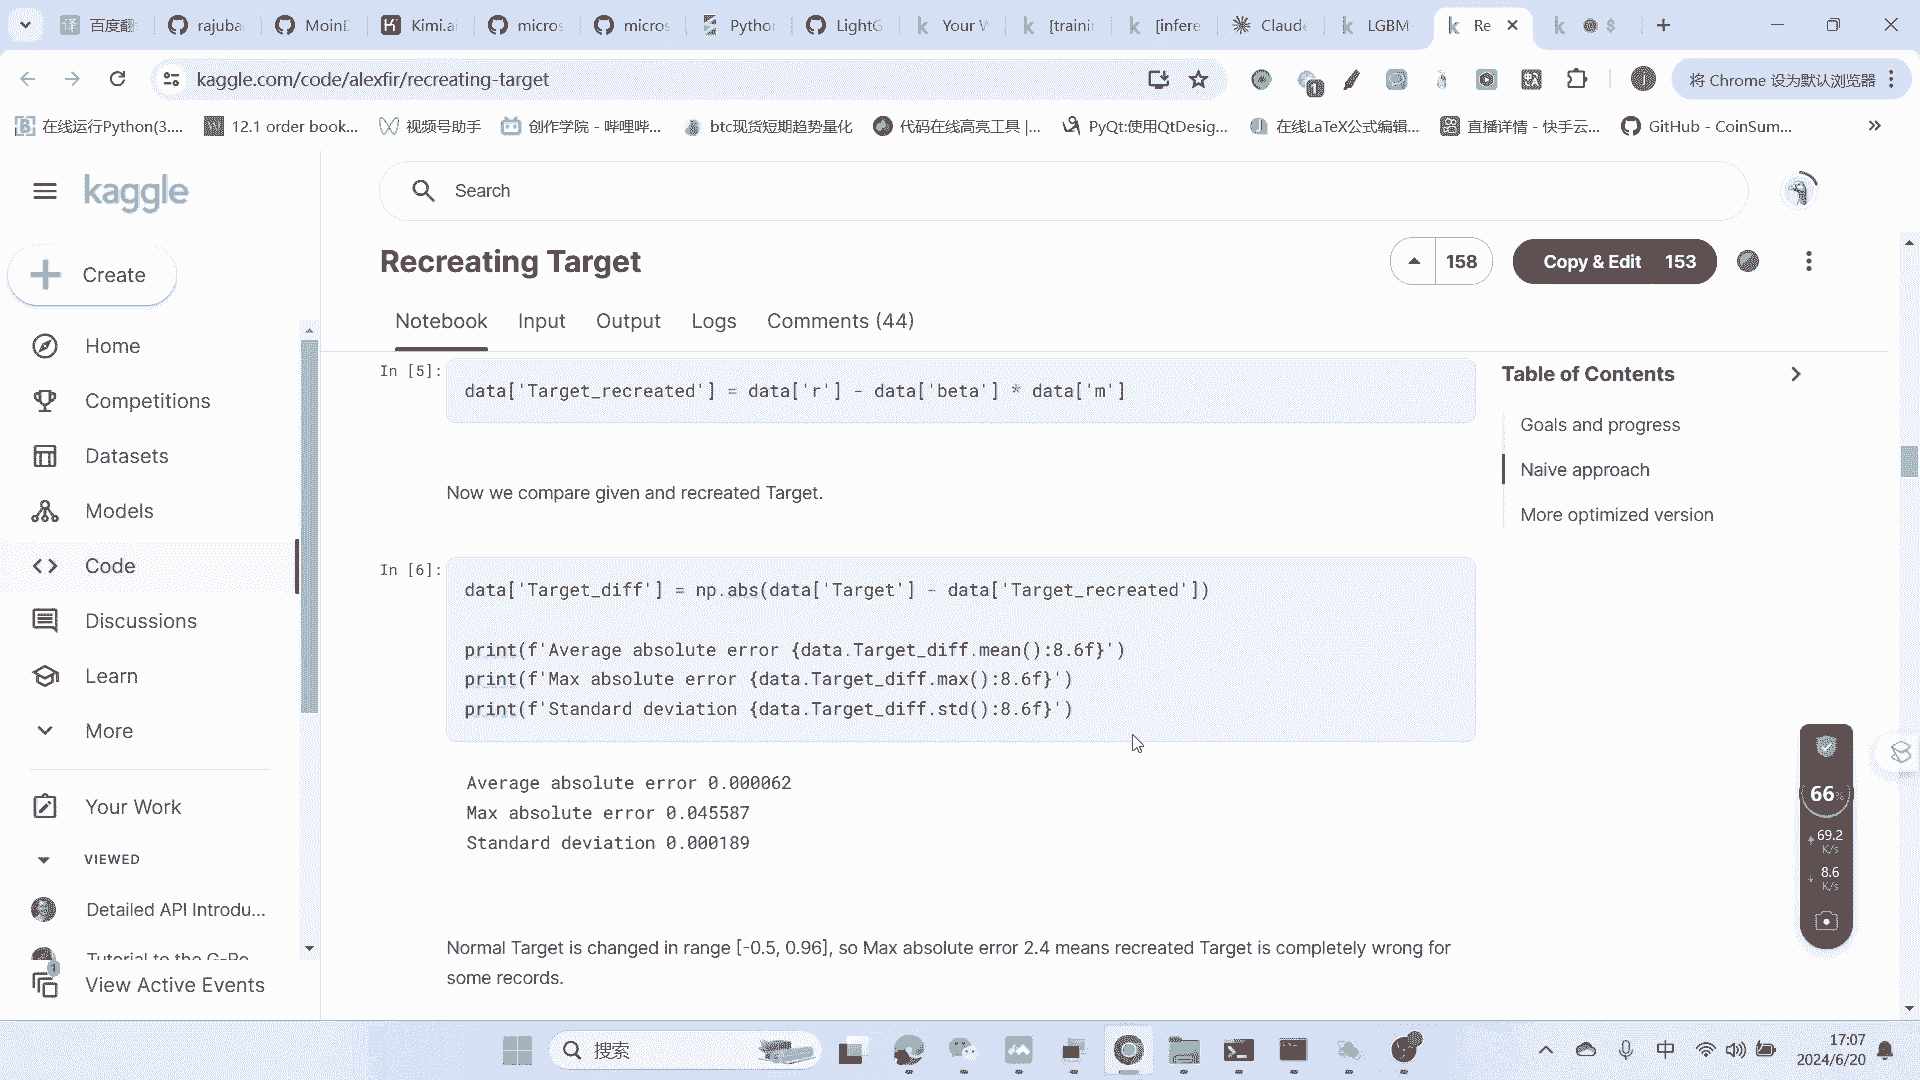 百度翻
rajuba
MoinD
Kimi.a
micros
micros
Python
LightG
Your W
[trainin
[infere
Claude
LGBM
Re
kaggle.com/code/alexfir/recreating-target
将 Chrome 设为默认浏览器
在线运行Python(3....
12.1 order book...
视频号助手
创作学院 - 哔哩哔...
btc现货短期趋势量化
代码在线高亮工具 |...
PyQt:使用QtDesig...
在线LaTeX公式编辑...
直播详情 - 快手云...
GitHub - CoinSum...
kaggle
Search
Create
Home
Competitions
Datasets
Models
Code
Discussions
Learn
More
Your Work
VIEWED
Detailed API Introdu...
Tutorial to the G-Re
View Active Events
Recreating Target
158
Copy & Edit 153
Notebook
Input
Output
Logs
Comments (44)
In [5]:
data['Target_recreated'] = data['r'] - data['beta'] * data['m']
Now we compare given and recreated Target.
In [6]:
data['Target_diff'] = np.abs(data['Target'] - data['Target_recreated'])
print(f'Average absolute error {data.Target_diff.mean():8.6f}')
print(f'Max absolute error {data.Target_diff.max():8.6f}')
print(f'Standard deviation {data.Target_diff.std():8.6f}')
Average absolute error 0.000062
Max absolute error 0.045587
Standard deviation 0.000189
Normal Target is changed in range [-0.5, 0.96], so Max absolute error 2.4 means recreated Target is completely wrong for
some records.
Table of Contents
Goals and progress
Naive approach
More optimized version
66%
69.2
K/s
8.6
K/s
搜索
中
17:07
2024/6/20